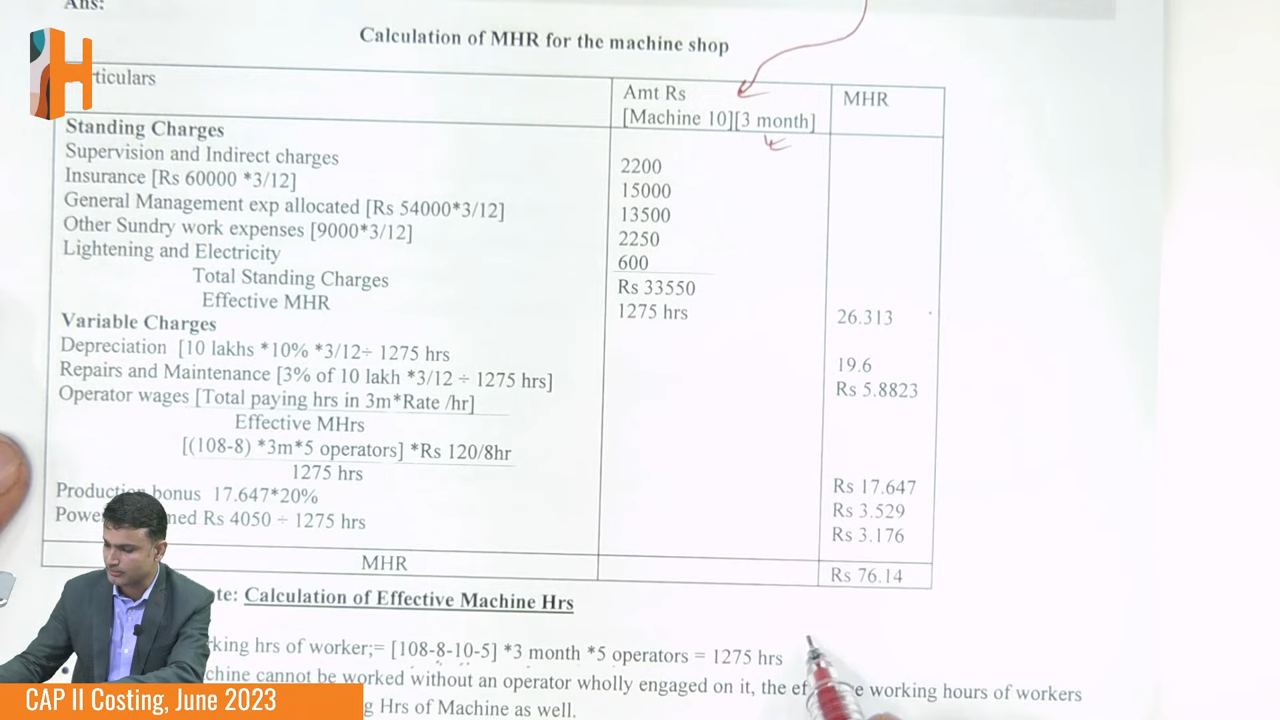 Ans:
Calculation of MHR for the machine shop
rticulars
Amt Rs
[Machine 10][3 month]
MHR
Standing Charges
Supervision and Indirect charges 2200
Insurance [Rs 60000 *3/12] 15000
General Management exp allocated [Rs 54000*3/12] 13500
Other Sundry work expenses [9000*3/12] 2250
Lightening and Electricity 600
Total Standing Charges Rs 33550
Effective MHR 1275 hrs 26.313
Variable Charges
Depreciation [10 lakhs *10% *3/12÷ 1275 hrs 19.6
Repairs and Maintenance [3% of 10 lakh *3/12 ÷ 1275 hrs] Rs 5.8823
Operator wages [Total paying hrs in 3m*Rate /hr]
Effective MHrs
[(108-8) *3m*5 operators] *Rs 120/8hr
1275 hrs Rs 17.647
Production bonus 17.647*20% Rs 3.529
Powe med Rs 4050 ÷ 1275 hrs Rs 3.176
MHR Rs 76.14
te: Calculation of Effective Machine Hrs
rking hrs of worker;= [108-8-10-5] *3 month *5 operators = 1275 hrs
chine cannot be worked without an operator wholly engaged on it, the ef e working hours of workers
g Hrs of Machine as well.
H
CAP II Costing, June 2023